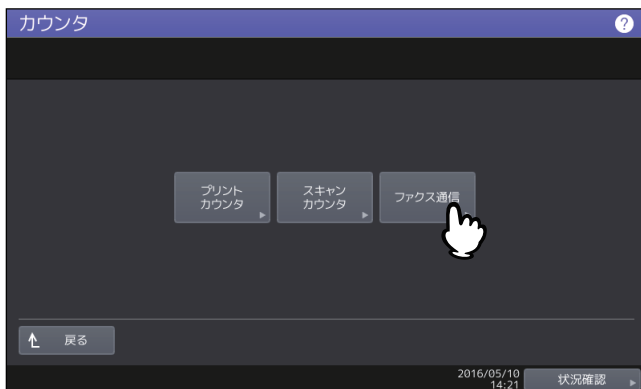 カウンタ
?
プリント
カウンタ
スキャン
カウンタ
ファクス通信
戻る
2016/05/10
14:21
状況確認